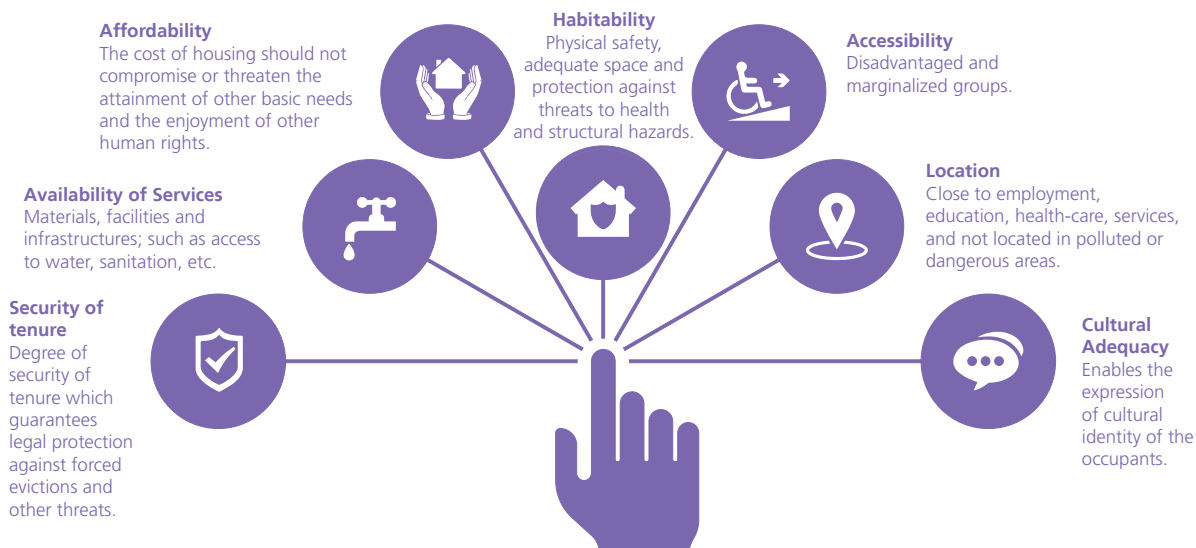 Affordability
The cost of housing should not
compromise or threaten the
attainment of other basic needs
and the enjoyment of other
human rights.
Habitability
Physical safety,
adequate space and
protection against
threats to health
and structural hazards.
Accessibility
Disadvantaged and
marginalized groups.
Availability of Services
Materials, facilities and
infrastructures; such as access
to water, sanitation, etc.
Location
Close to employment,
education, health-care, services,
and not located in polluted or
dangerous areas.
Security of
tenure
Degree of
security of
tenure which
guarantees
legal protection
against forced
evictions and
other threats.
Cultural
Adequacy
Enables the
expression
of cultural
identity of the
occupants.